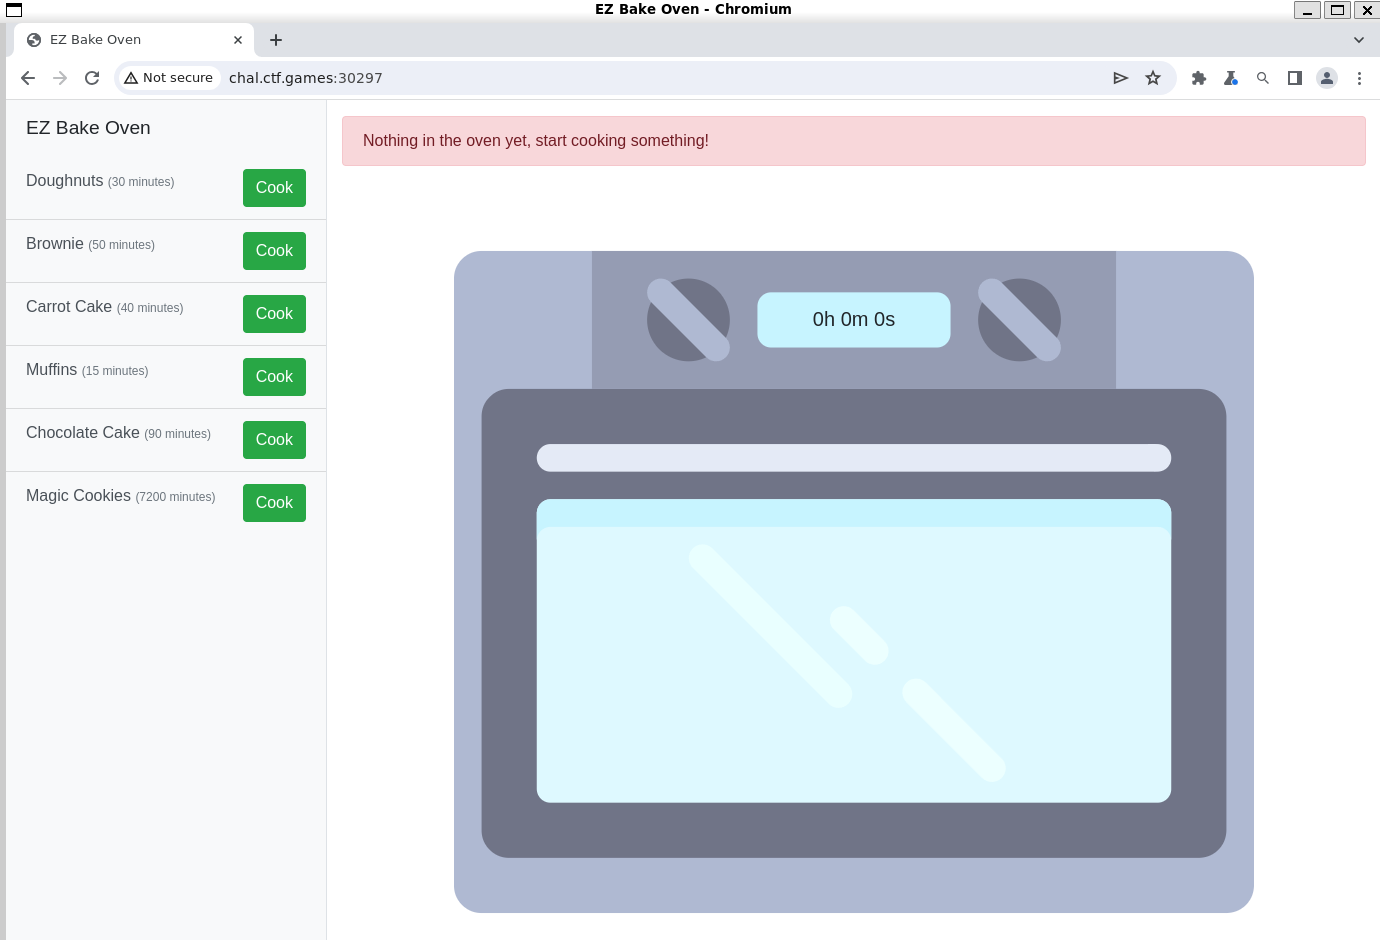 EZ Bake Oven - Chromium
EZ Bake Oven
Not secure
chal.ctf.games:30297
EZ Bake Oven
Doughnuts (30 minutes)
Cook
Brownie (50 minutes)
Cook
Carrot Cake (40 minutes)
Cook
Muffins (15 minutes)
Cook
Chocolate Cake (90 minutes)
Cook
Magic Cookies (7200 minutes)
Cook
Nothing in the oven yet, start cooking something!
0h 0m 0s